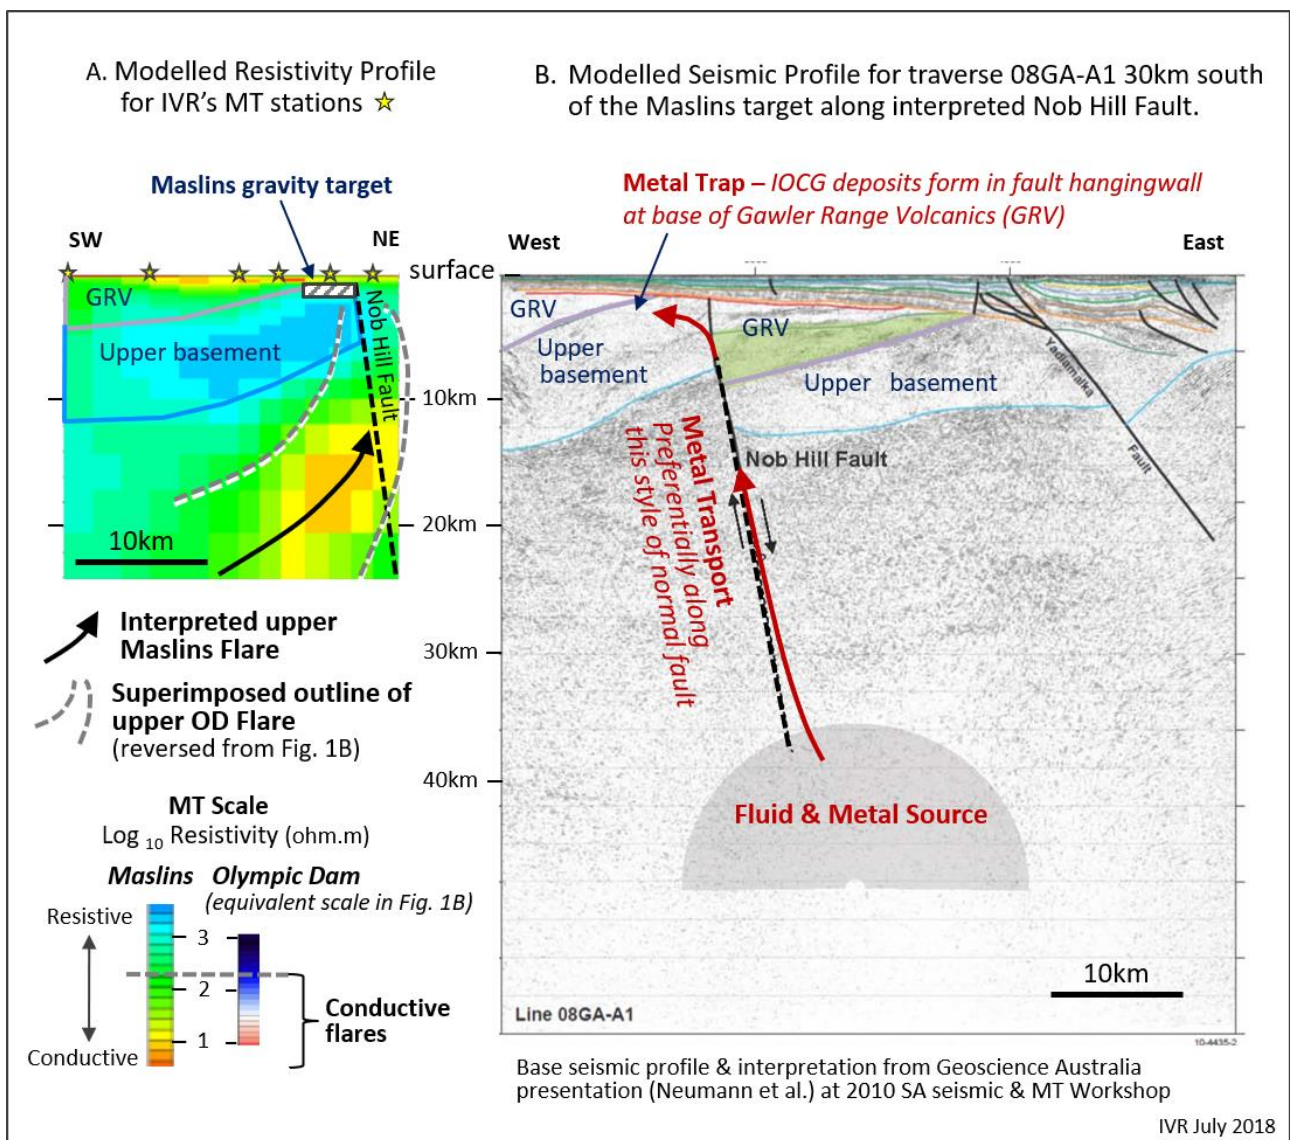 A. Modelled Resistivity Profile
for IVR's MT stations
B. Modelled Seismic Profile for traverse 08GA-A1 30km south
of the Maslins target along interpreted Nob Hill Fault.
Maslins gravity target
Metal Trap – IOCG deposits form in fault hangingwall
at base of Gawler Range Volcanics (GRV)
SW
NE
surface
West
East
GRV
Upper basement
Nob Hill Fault
10km
10km
20km
30km
40km
GRV
Upper
basement
GRV
Upper basement
Yadlamalka
Fault
Nob Hill Fault
Metal Transport
Preferentially along
this style of normal fault
Fluid & Metal Source
10km
Line 08GA-A1
10-4435-2
Interpreted upper
Maslins Flare
Superimposed outline of
upper OD Flare
(reversed from Fig. 1B)
MT Scale
Log 10 Resistivity (ohm.m)
Maslins Olympic Dam
(equivalent scale in Fig. 1B)
Resistive
3
2
1
Conductive
Conductive
flares
Base seismic profile & interpretation from Geoscience Australia
presentation (Neumann et al.) at 2010 SA seismic & MT Workshop
IVR July 2018